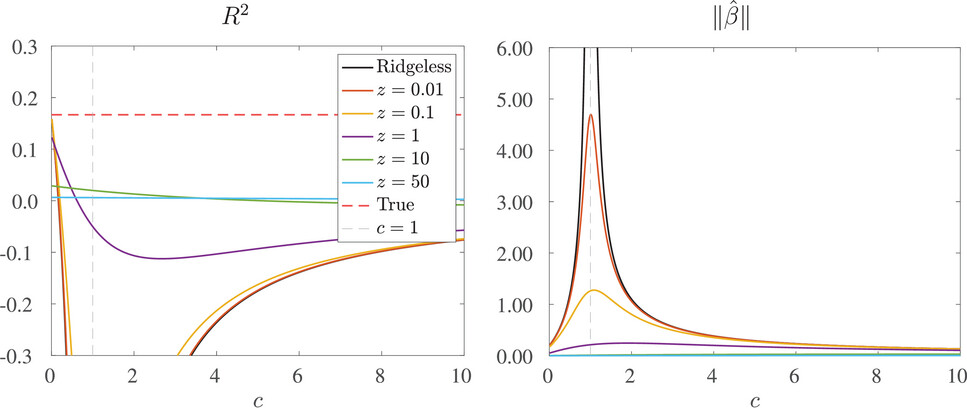 R²
0.3
0.2
0.1
0.0
-0.1
-0.2
-0.3
0 2 4 6 8 10
c
Ridgeless
z = 0.01
z = 0.1
z = 1
z = 10
z = 50
True
c = 1
‖β̂‖
6.00
5.00
4.00
3.00
2.00
1.00
0.00
0 2 4 6 8 10
c